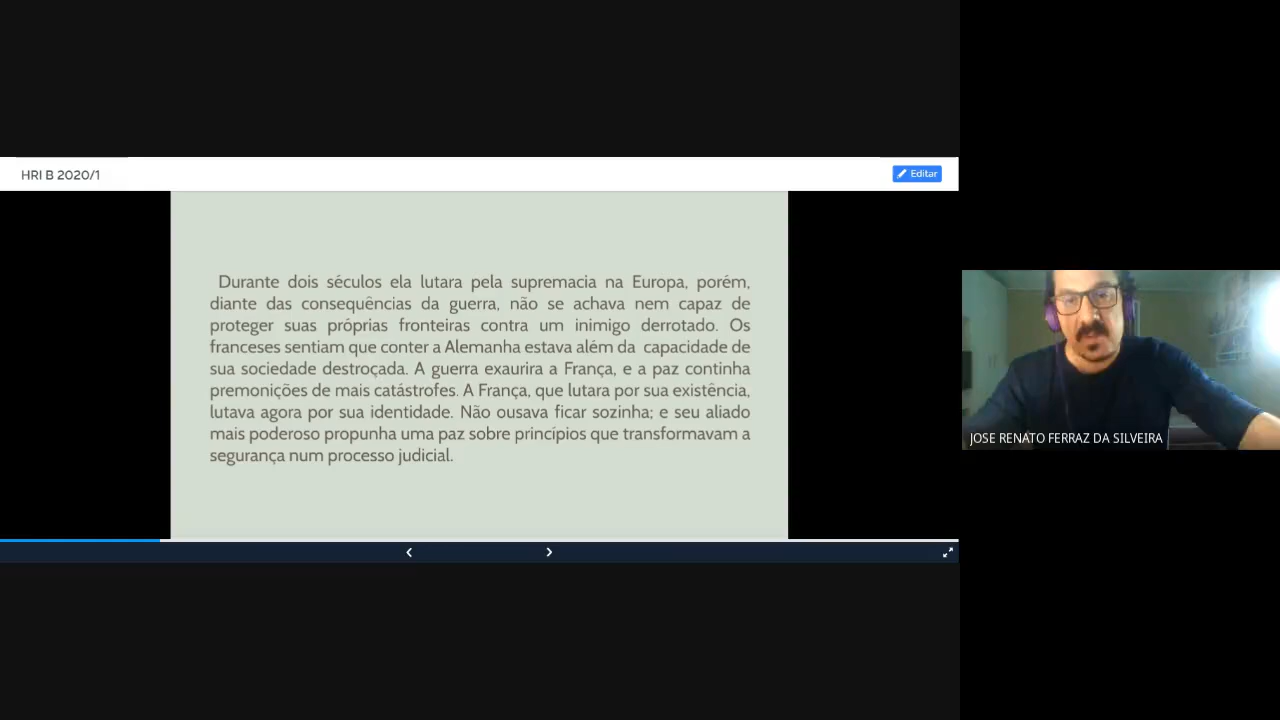 HRI B 2020/1
Editar
Durante dois séculos ela lutara pela supremacia na Europa, porém,
diante das consequências da guerra, não se achava nem capaz de
proteger suas próprias fronteiras contra um inimigo derrotado. Os
franceses sentiam que conter a Alemanha estava além da capacidade de
sua sociedade destroçada. A guerra exaurira a França, e a paz continha
premonições de mais catástrofes. A França, que lutara por sua existência,
lutava agora por sua identidade. Não ousava ficar sozinha; e seu aliado
mais poderoso propunha uma paz sobre princípios que transformavam a
segurança num processo judicial.
JOSE RENATO FERRAZ DA SILVEIRA